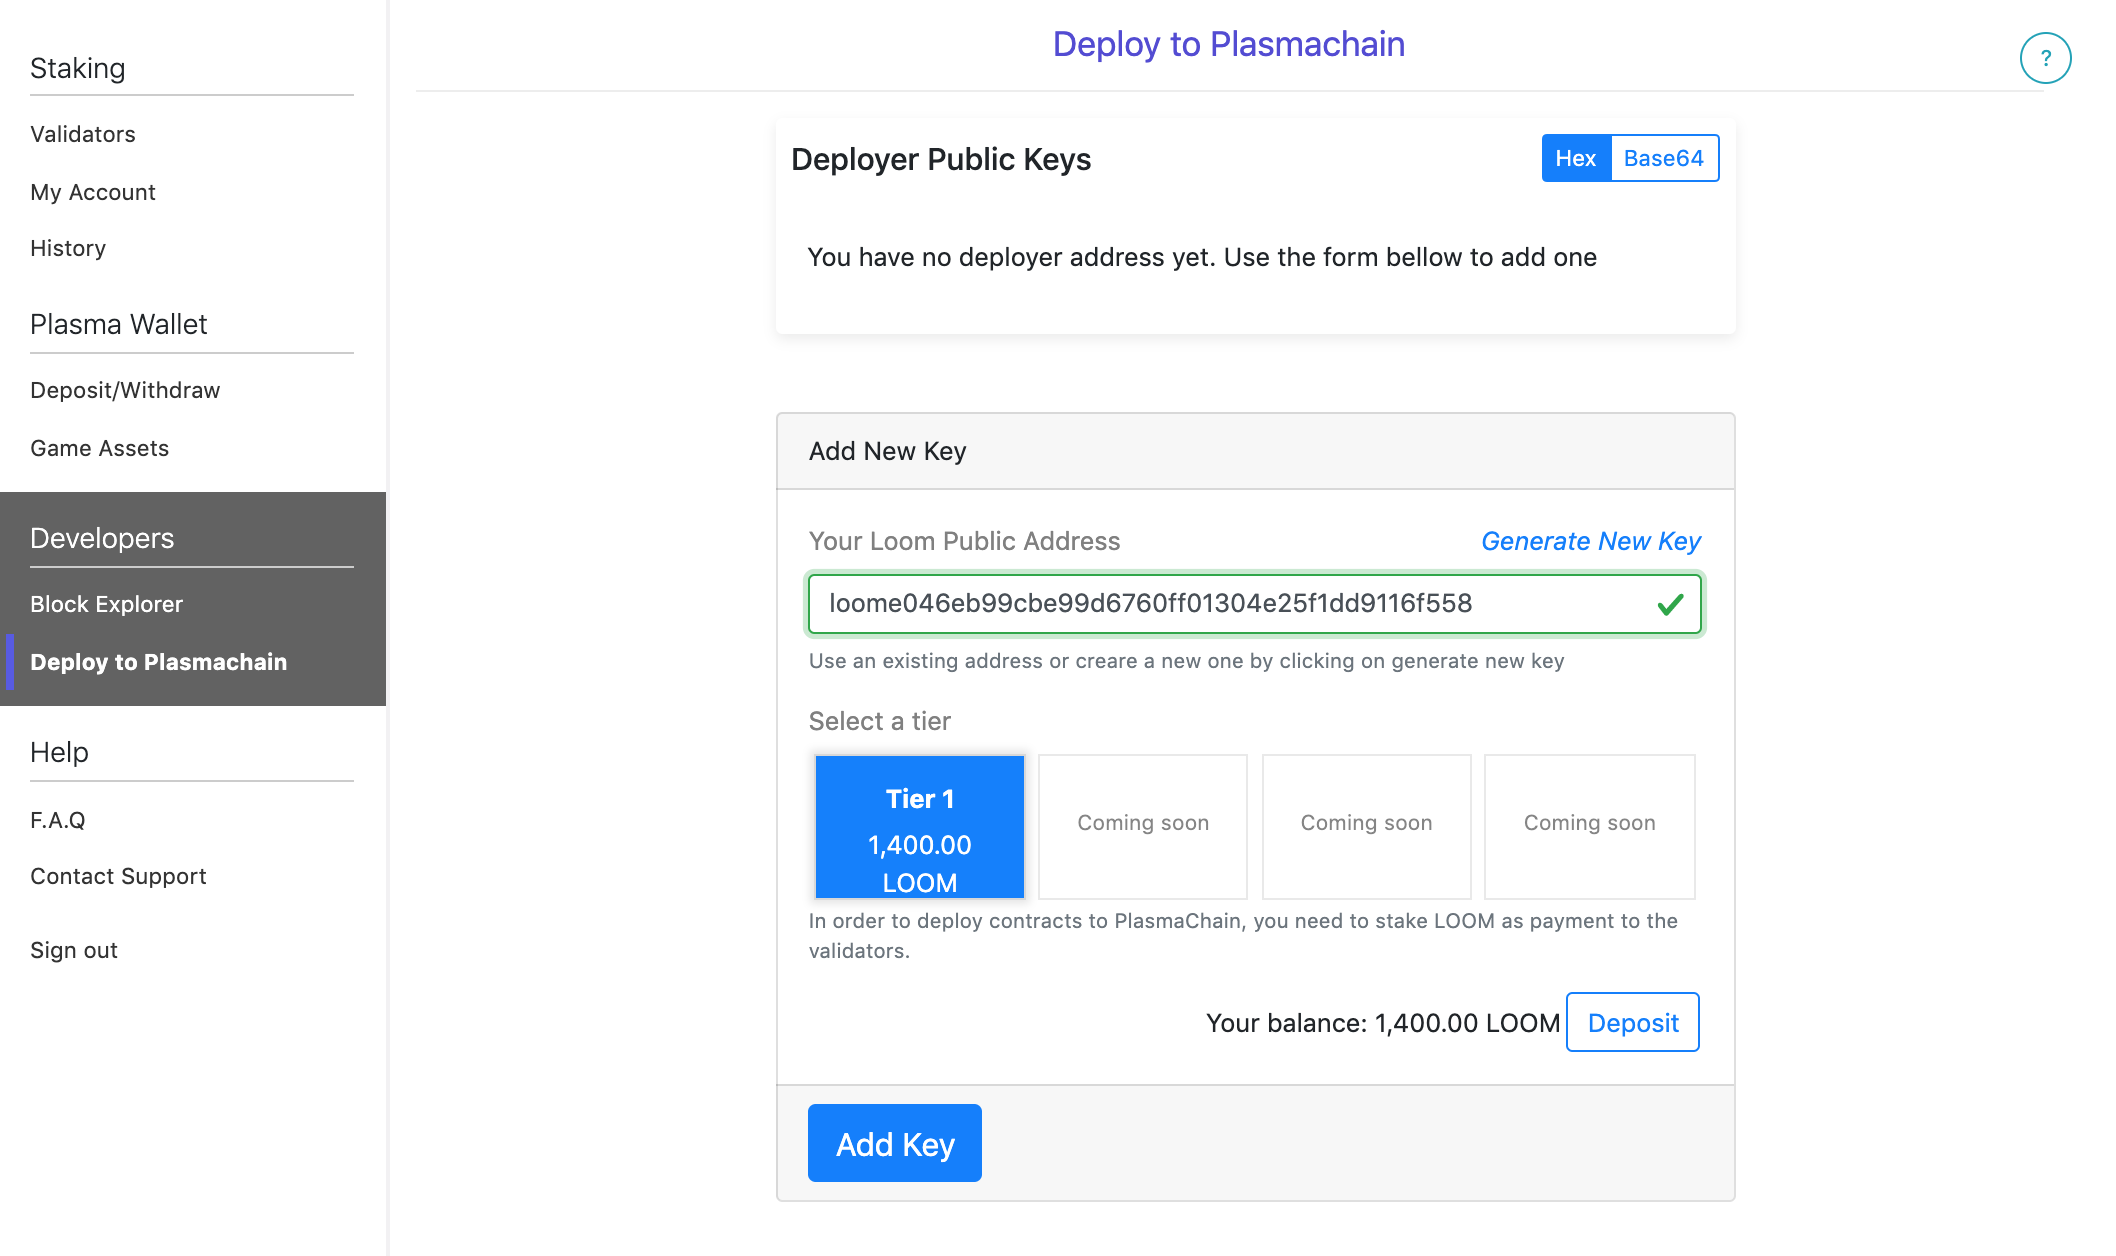 Staking
Validators
My Account
History
Plasma Wallet
Deposit/Withdraw
Game Assets
Developers
Block Explorer
Deploy to Plasmachain
Help
F.A.Q
Contact Support
Sign out
Deploy to Plasmachain
?
Deployer Public Keys
Hex Base64
You have no deployer address yet. Use the form bellow to add one
Add New Key
Your Loom Public Address Generate New Key
loome046eb99cbe99d6760ff01304e25f1dd9116f558
Use an existing address or creare a new one by clicking on generate new key
Select a tier
Tier 1
1,400.00
LOOM
Coming soon
Coming soon
Coming soon
In order to deploy contracts to PlasmaChain, you need to stake LOOM as payment to the
validators.
Your balance: 1,400.00 LOOM Deposit
Add Key